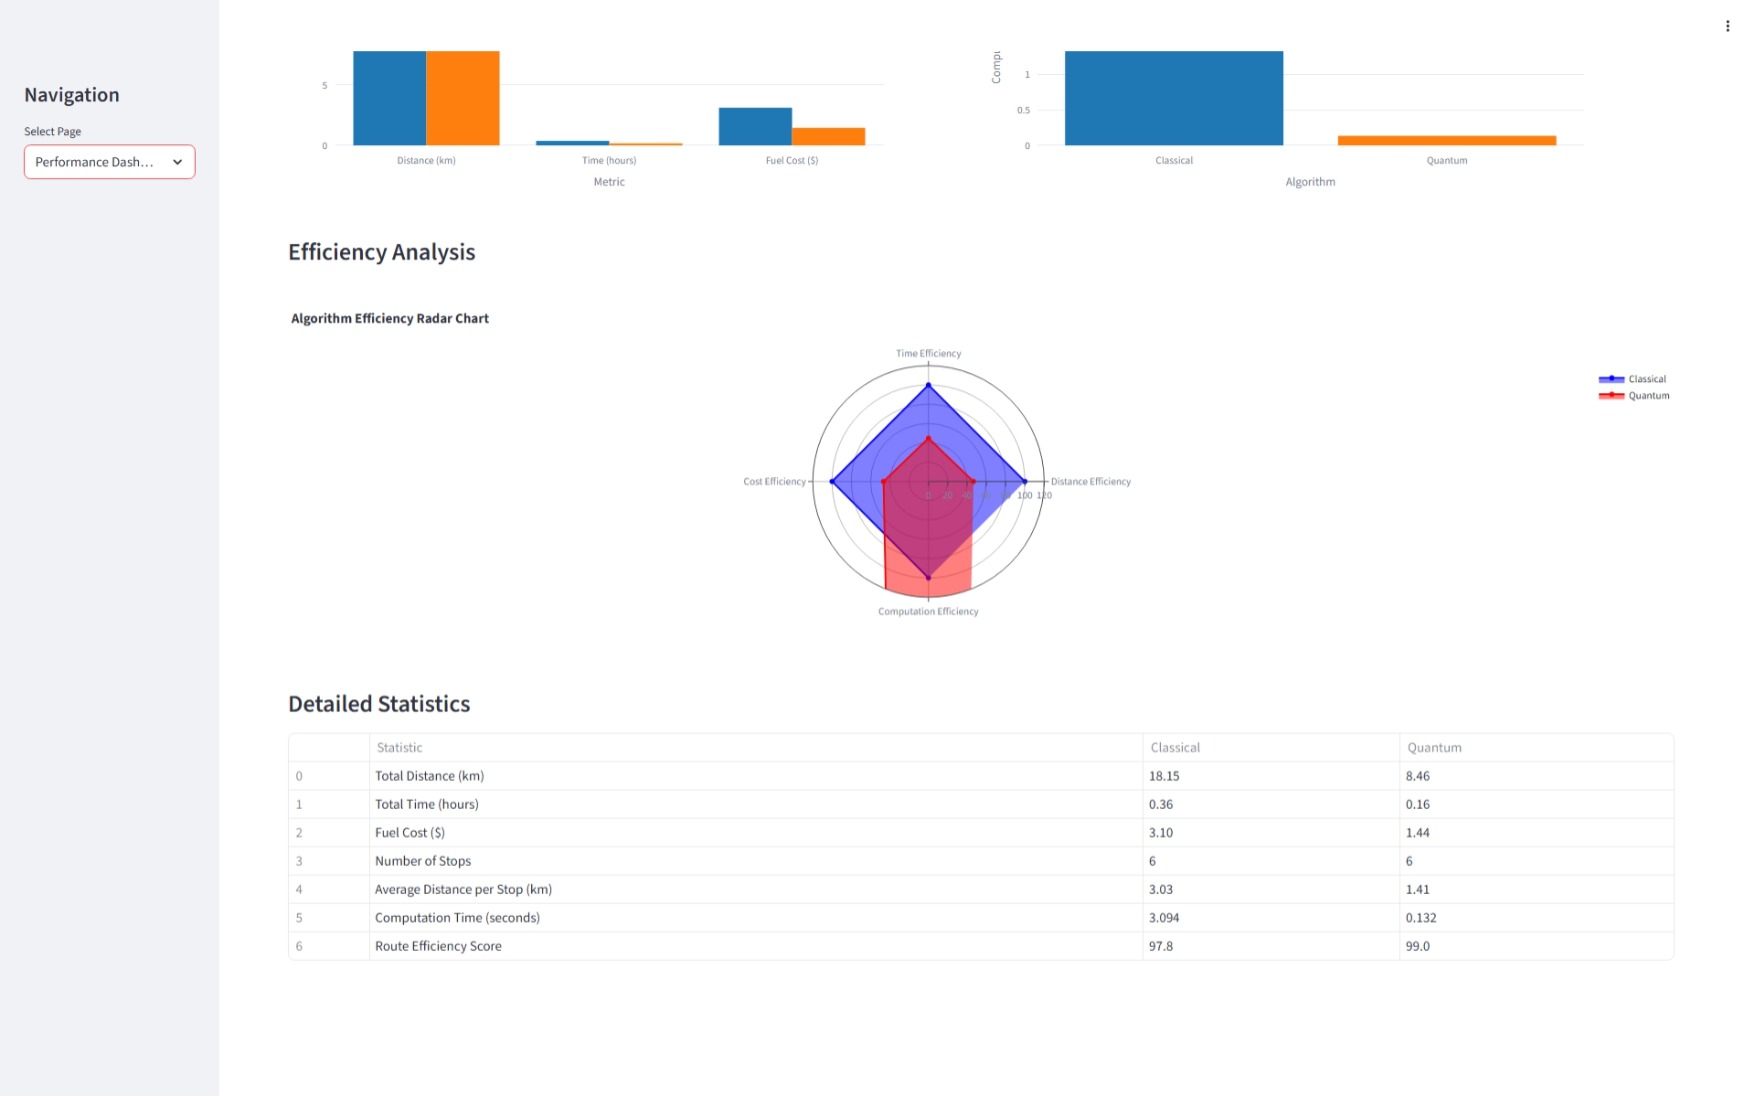 Navigation
Select Page
Performance Dash...
5
0
Distance (km) Time (hours) Fuel Cost ($)
Metric
1
0.5
0
Classical Quantum
Algorithm
Efficiency Analysis
Algorithm Efficiency Radar Chart
Time Efficiency
Classical
Quantum
Cost Efficiency
Distance Efficiency
0 20 40 100 120
Computation Efficiency
Detailed Statistics
Statistic Classical Quantum
0 Total Distance (km) 18.15 8.46
1 Total Time (hours) 0.36 0.16
2 Fuel Cost ($) 3.10 1.44
3 Number of Stops 6 6
4 Average Distance per Stop (km) 3.03 1.41
5 Computation Time (seconds) 3.094 0.132
6 Route Efficiency Score 97.8 99.0